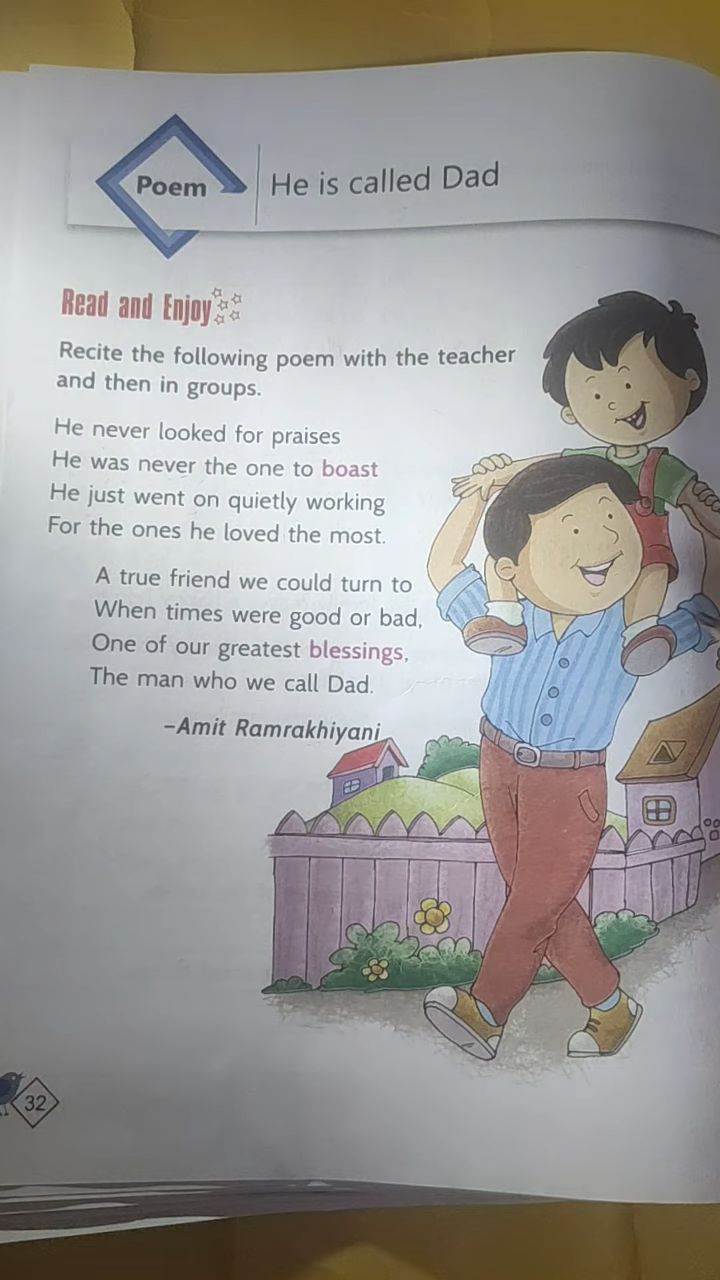 Poem
He is called Dad
Read and Enjoy
Recite the following poem with the teacher
and then in groups.
He never looked for praises
He was never the one to boast
He just went on quietly working
For the ones he loved the most.
A true friend we could turn to
When times were good or bad,
One of our greatest blessings,
The man who we call Dad.
–Amit Ramrakhiyani
32